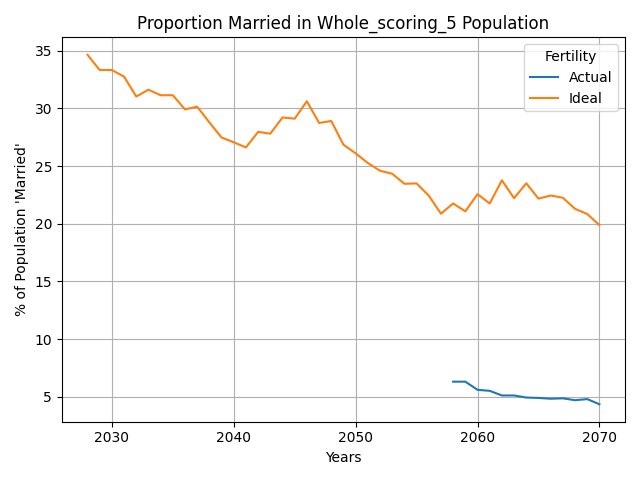 Proportion Married in Whole_scoring_5 Population
Fertility
Actual
Ideal
% of Population 'Married'
35
30
25
20
15
10
5
2030 2040 2050 2060 2070
Years